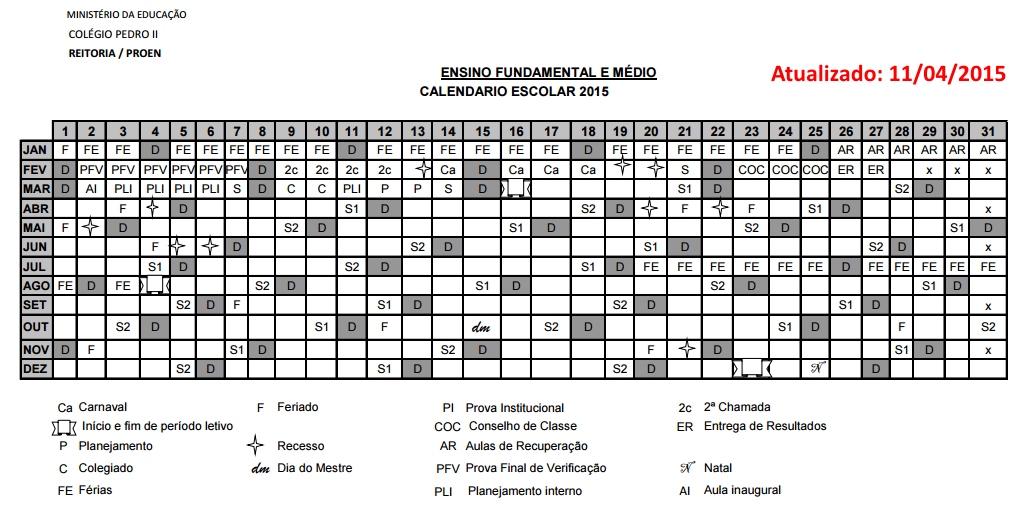 MINISTÉRIO DA EDUCAÇÃO
COLÉGIO PEDRO II
REITORIA / PROEN
ENSINO FUNDAMENTAL E MÉDIO
Atualizado: 11/04/2015
CALENDARIO ESCOLAR 2015
1 2 3 4 5 6 7 8 9 10 11 12 13 14 15 16 17 18 19 20 21 22 23 24 25 26 27 28 29 30 31
JAN F FE FE D FE FE FE FE FE FE D FE FE FE FE FE FE D FE FE FE FE FE FE D AR AR AR AR AR AR
FEV D PFV PFV PFV PFV PFV PFV D 2c 2c 2c 2c Ca D Ca Ca Ca S D COC COC COC ER ER x x x
MAR D AI PLI PLI PLI PLI S D C C PLI P P S D S1 D S2 D
ABR F D S1 D S2 D F F S1 D x
MAI F D S2 D S1 D S2 D S1 D
JUN F D S2 D S1 D S2 D x
JUL S1 D S2 D S1 D FE FE FE FE FE FE D FE FE FE FE FE
AGO FE D FE S2 D S1 D S2 D S1 D
SET S2 D F S1 D S2 D S1 D x
OUT S2 D S1 D F dm S2 D S1 D F S2
NOV D F S1 D S2 D F D S1 D x
DEZ S2 D S1 D S2 D N D
Ca Carnaval
F Feriado
PI Prova Institucional
2c 2ª Chamada
Início e fim de período letivo
COC Conselho de Classe
ER Entrega de Resultados
P Planejamento
Recesso
AR Aulas de Recuperação
C Colegiado
dm Dia do Mestre
PFV Prova Final de Verificação
N Natal
FE Férias
PLI Planejamento interno
AI Aula inaugural